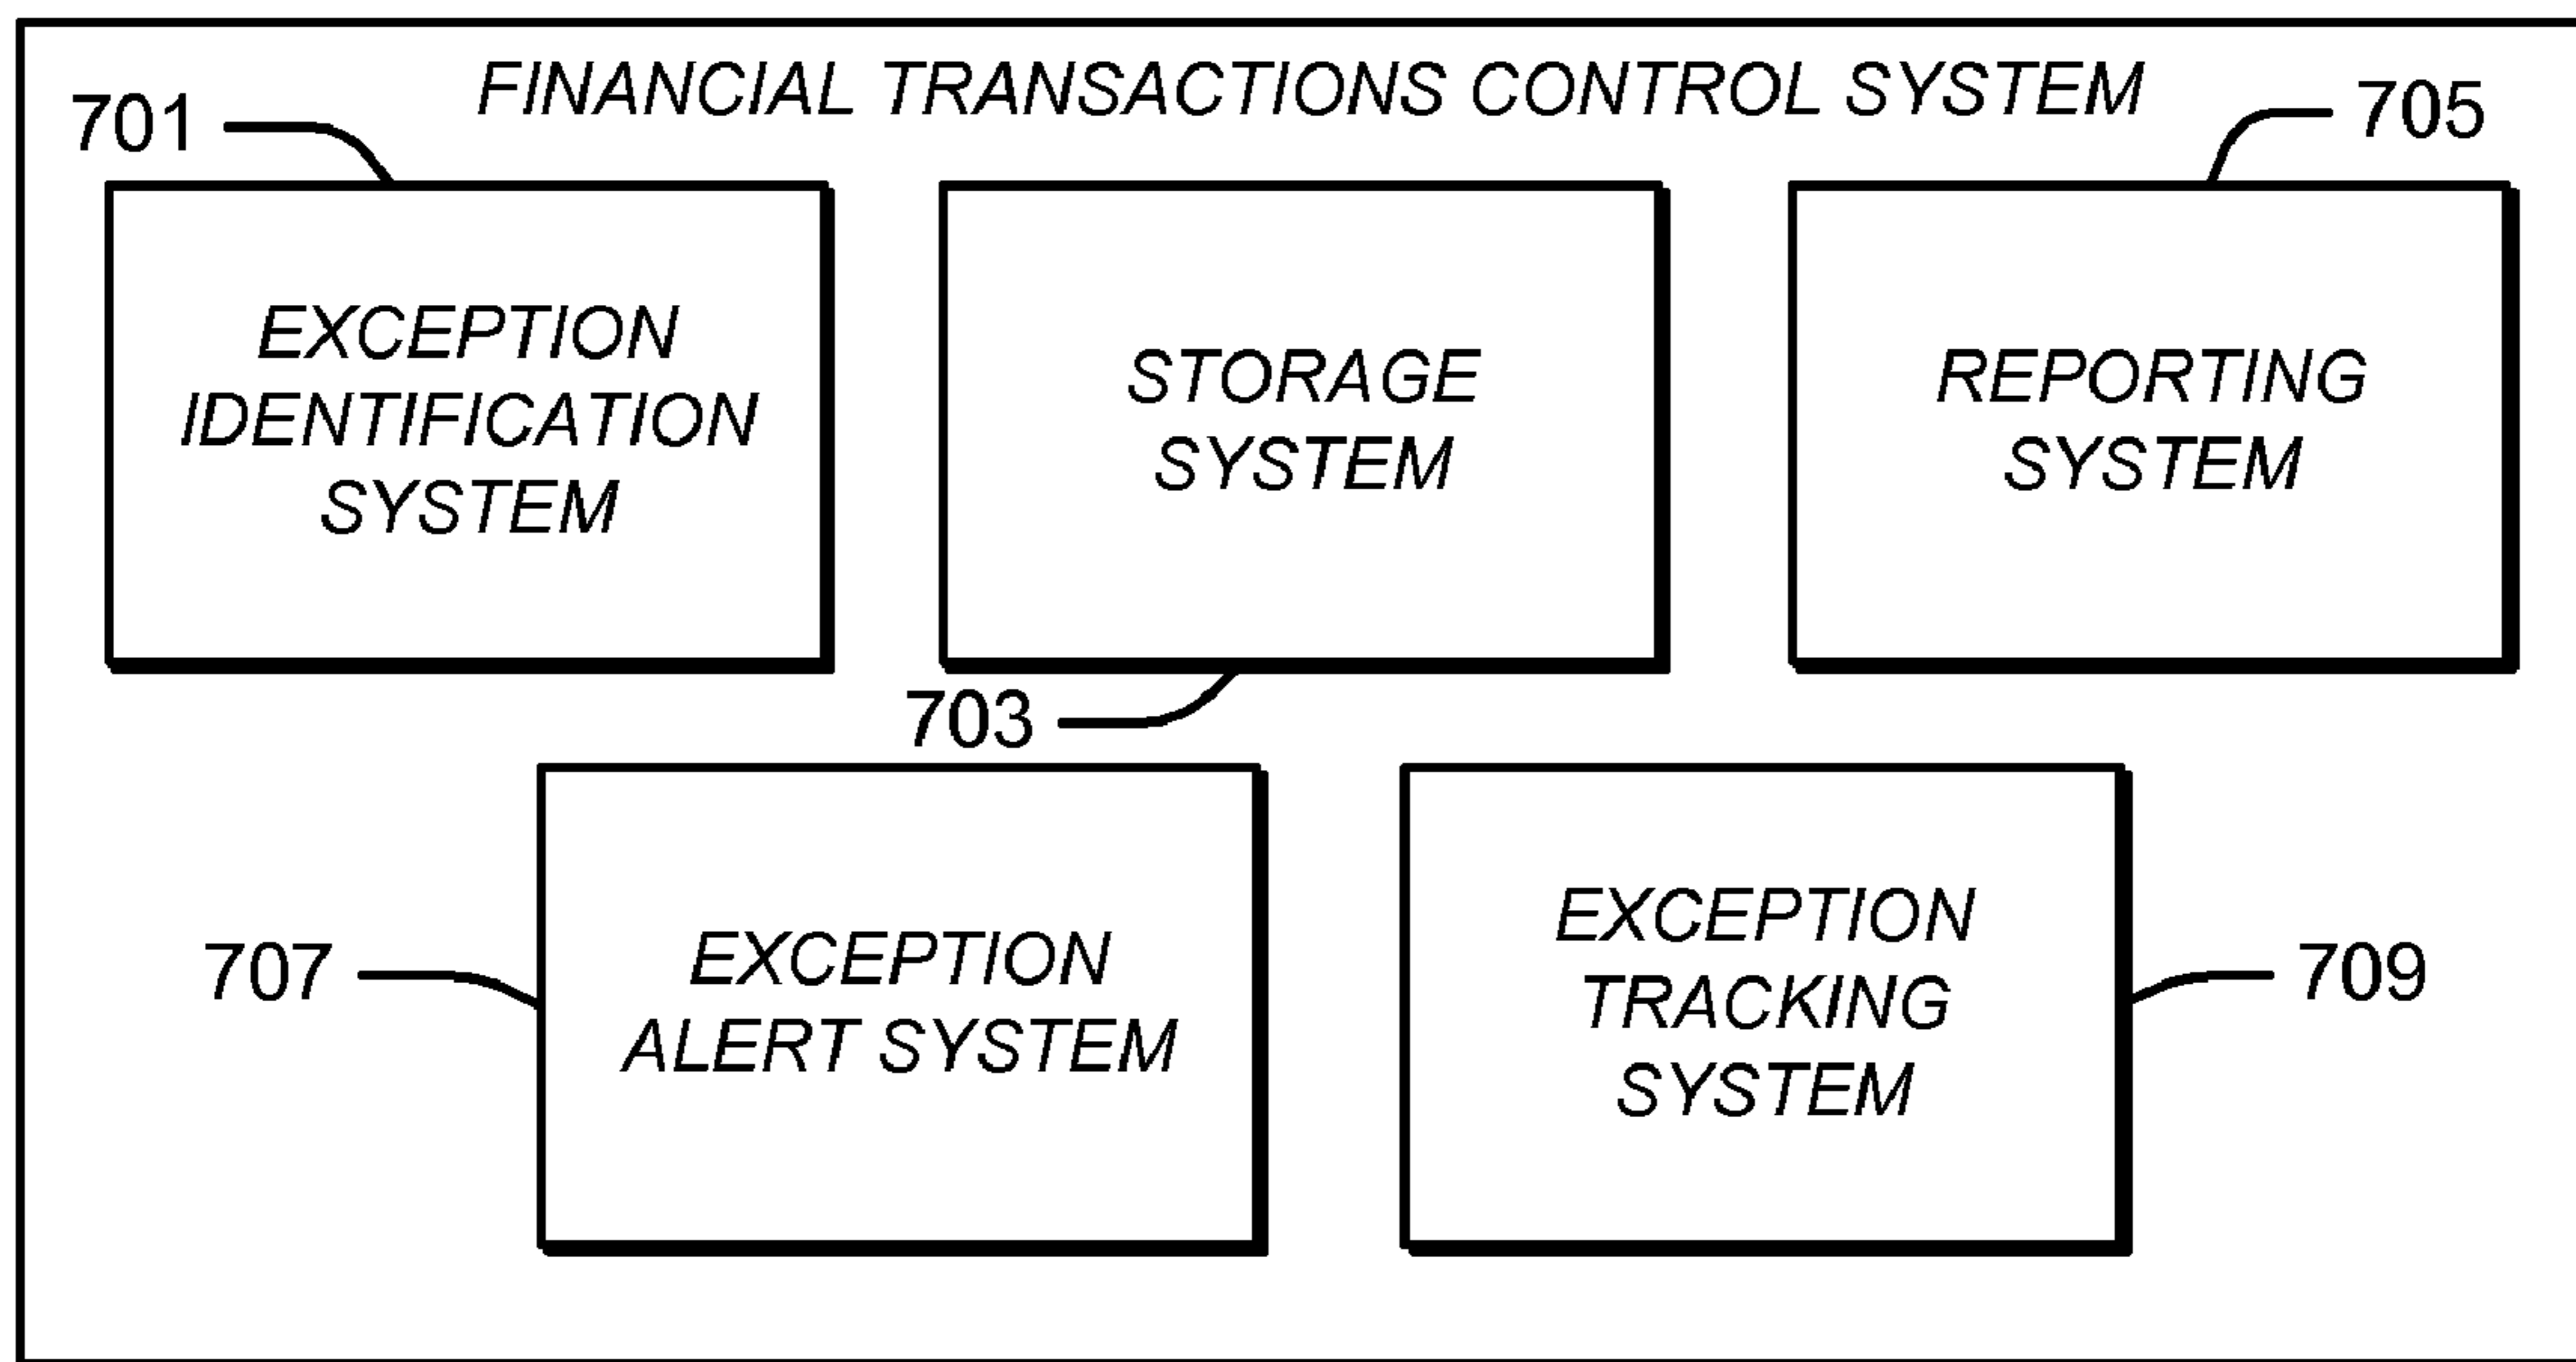 FINANCIAL TRANSACTIONS CONTROL SYSTEM
701
705
EXCEPTION
IDENTIFICATION
SYSTEM
STORAGE
SYSTEM
REPORTING
SYSTEM
703
707
EXCEPTION
ALERT SYSTEM
EXCEPTION
TRACKING
SYSTEM
709